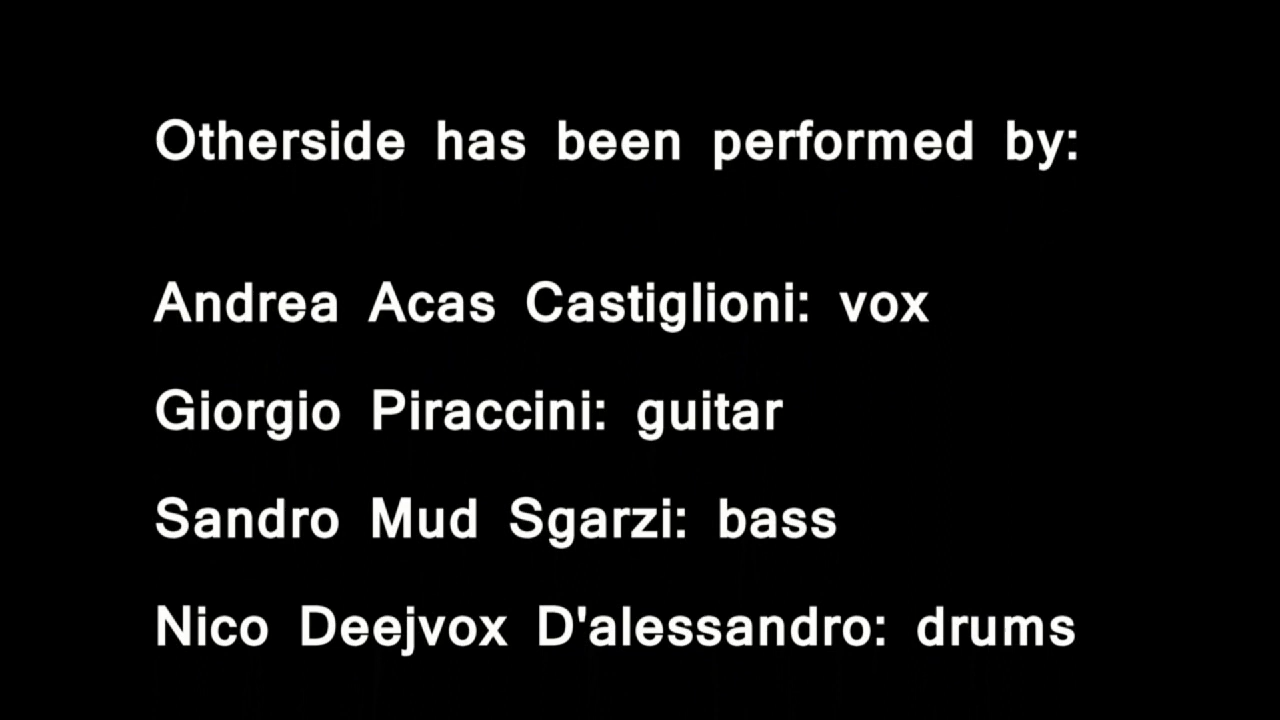 Otherside has been performed by:
Andrea Acas Castiglioni: vox
Giorgio Piraccini: guitar
Sandro Mud Sgarzi: bass
Nico Deejvox D'alessandro: drums